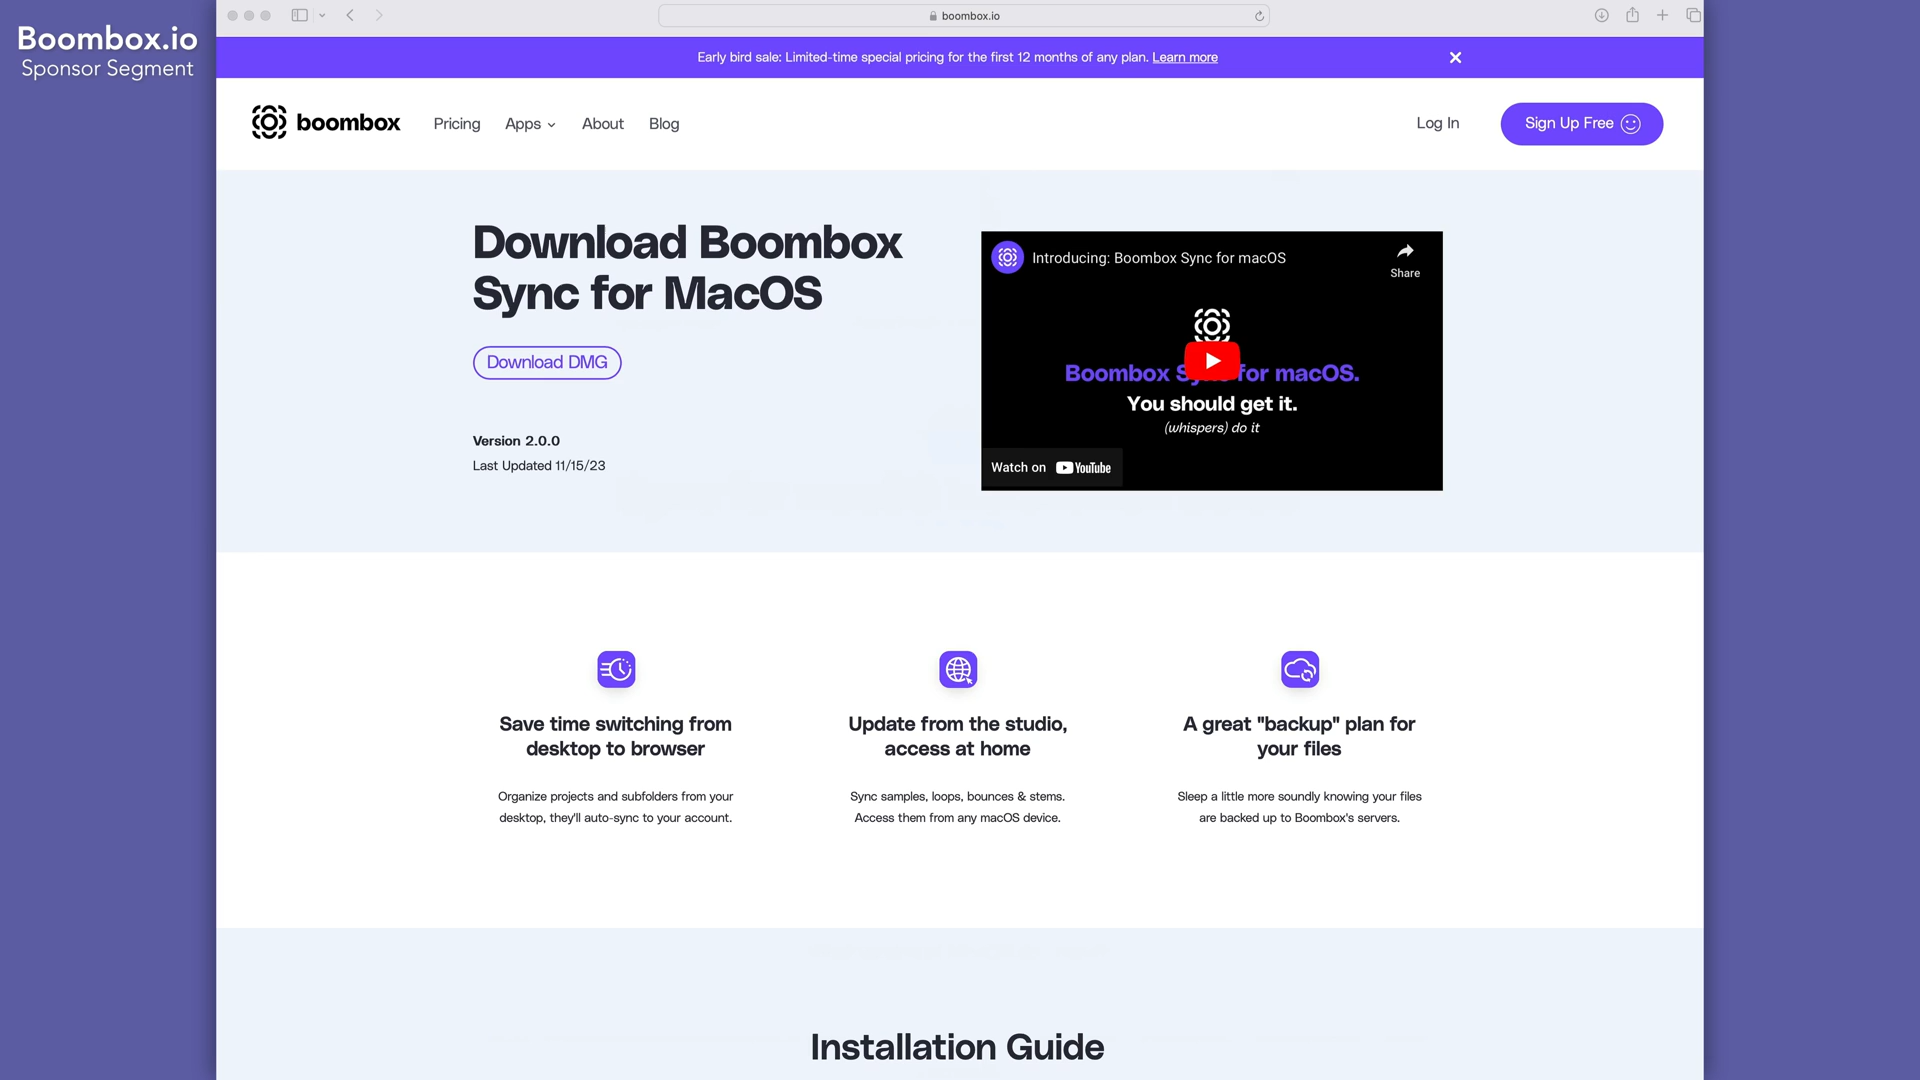 Boombox.io
Sponsor Segment
boombox.io
Early bird sale: Limited-time special pricing for the first 12 months of any plan. Learn more
boombox
Pricing
Apps
About
Blog
Log In
Sign Up Free
Download Boombox
Sync for MacOS
Download DMG
Version 2.0.0
Last Updated 11/15/23
Introducing: Boombox Sync for macOS
Share
Boombox Sync for macOS.
You should get it.
(whispers) do it
Watch on YouTube
Save time switching from
desktop to browser
Organize projects and subfolders from your
desktop, they'll auto-sync to your account.
Update from the studio,
access at home
Sync samples, loops, bounces & stems.
Access them from any macOS device.
A great "backup" plan for
your files
Sleep a little more soundly knowing your files
are backed up to Boombox's servers.
Installation Guide